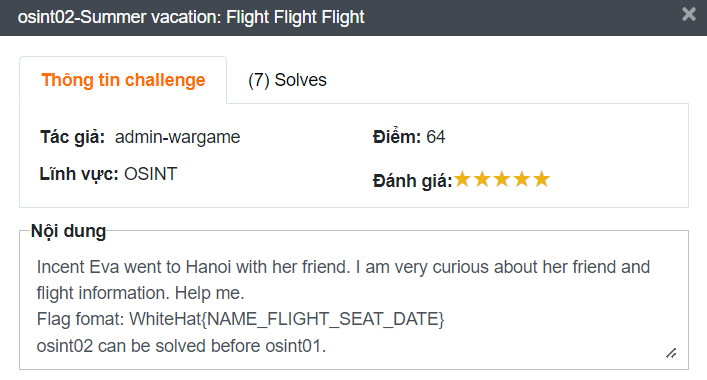 osint02-Summer vacation: Flight Flight Flight
Thông tin challenge
(7) Solves
Tác giả: admin-wargame
Điểm: 64
Lĩnh vực: OSINT
Đánh giá:
Nội dung
Incent Eva went to Hanoi with her friend. I am very curious about her friend and
flight information. Help me.
Flag fomat: WhiteHat{NAME_FLIGHT_SEAT_DATE}
osint02 can be solved before osint01.